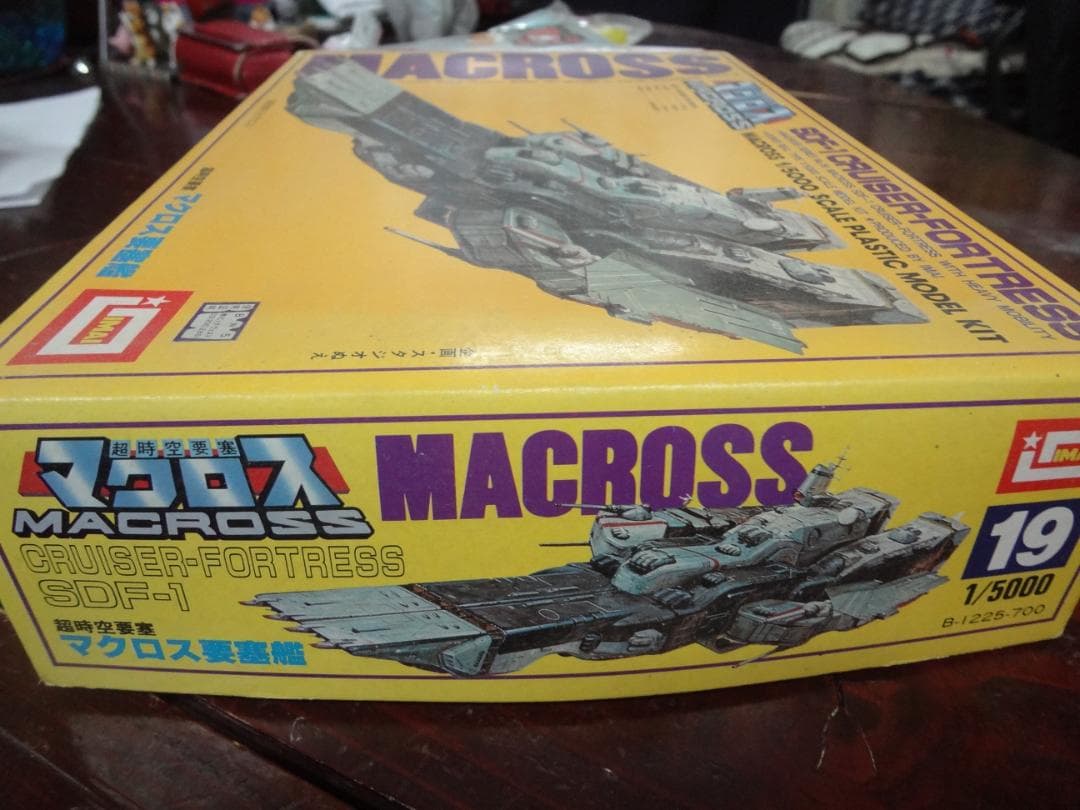 MACROSS
MACROSS
SDF-1 CRUISER-FORTRESS
MACROSS 1/5000 SCALE PLASTIC MODEL KIT
超時空要塞
マクロス要塞艦
IMAI
企画・スタジオぬえ
超時空要塞
マクロス
MACROSS
MACROSS
CRUISER-FORTRESS
SDF-1
超時空要塞
マクロス要塞艦
IMAI
19
1/5000
B-1225-700